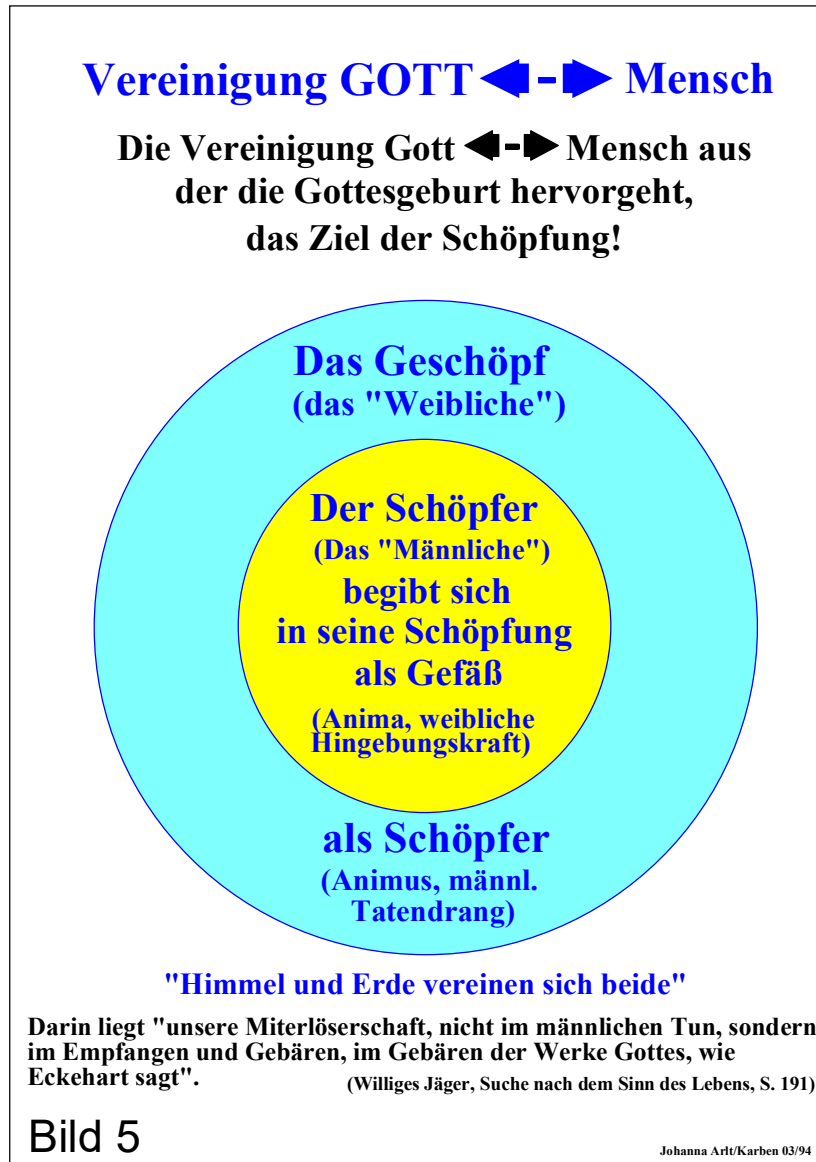 Vereinigung GOTT Mensch
Die Vereinigung Gott Mensch aus
der die Gottesgeburt hervorgeht,
das Ziel der Schöpfung!
Das Geschöpf
(das "Weibliche")
Der Schöpfer
(Das "Männliche")
begibt sich
in seine Schöpfung
als Gefäß
(Anima, weibliche
Hingebungskraft)
als Schöpfer
(Animus, männl.
Tatendrang)
"Himmel und Erde vereinen sich beide"
Darin liegt "unsere Miterlöserschaft, nicht im männlichen Tun, sondern
im Empfangen und Gebären, im Gebären der Werke Gottes, wie
Eckehart sagt".
(Williges Jäger, Suche nach dem Sinn des Lebens, S. 191)
Bild 5
Johanna Arlt/Karben 03/94